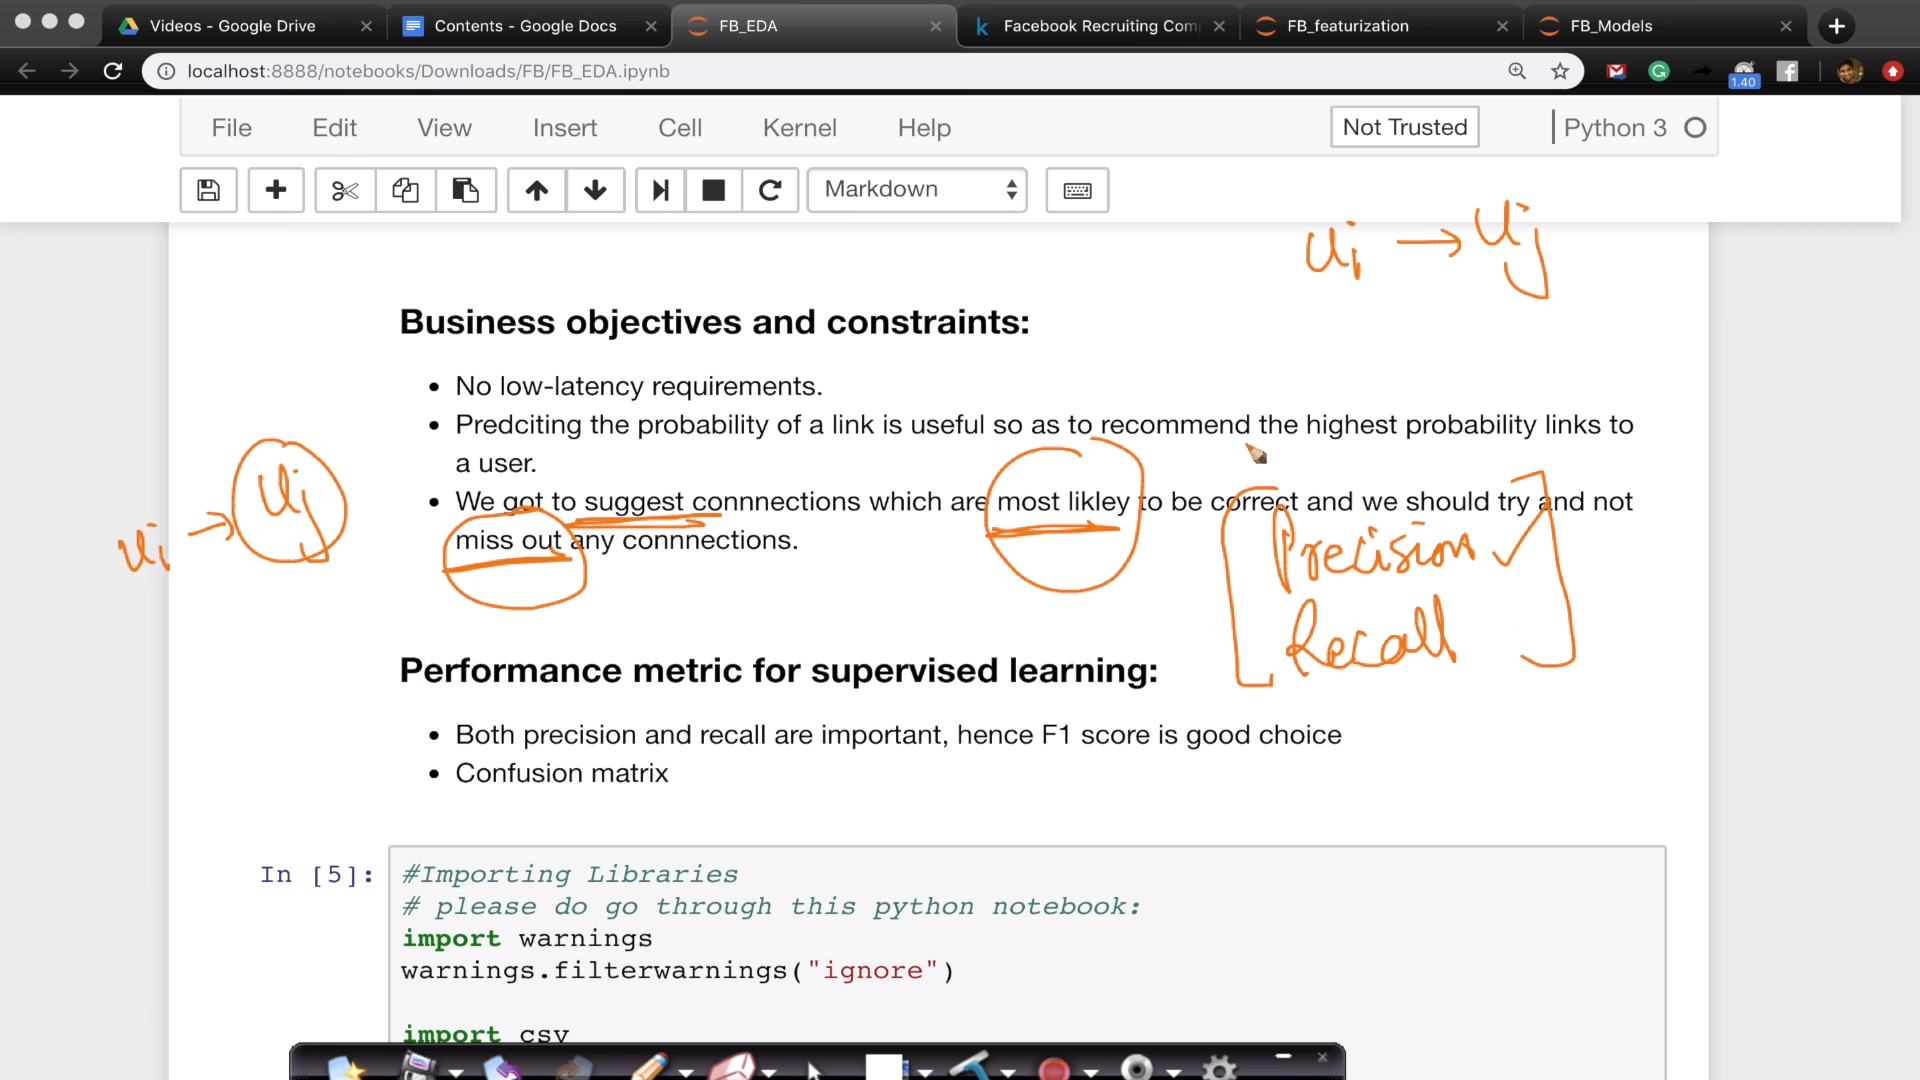 Videos - Google Drive
Contents - Google Docs
FB_EDA
Facebook Recruiting Com
FB_featurization
FB_Models
localhost:8888/notebooks/Downloads/FB/FB_EDA.ipynb
1.40
File Edit View Insert Cell Kernel Help
Not Trusted
Python 3
Markdown
ui → uj
Business objectives and constraints:
No low-latency requirements.
Predciting the probability of a link is useful so as to recommend the highest probability links to
a user.
We got to suggest connnections which are most likley to be correct and we should try and not
miss out any connnections.
ui → uj
Precision
Recall
Performance metric for supervised learning:
Both precision and recall are important, hence F1 score is good choice
Confusion matrix
In [5]:
#Importing Libraries
# please do go through this python notebook:
import warnings
warnings.filterwarnings("ignore")
import csv